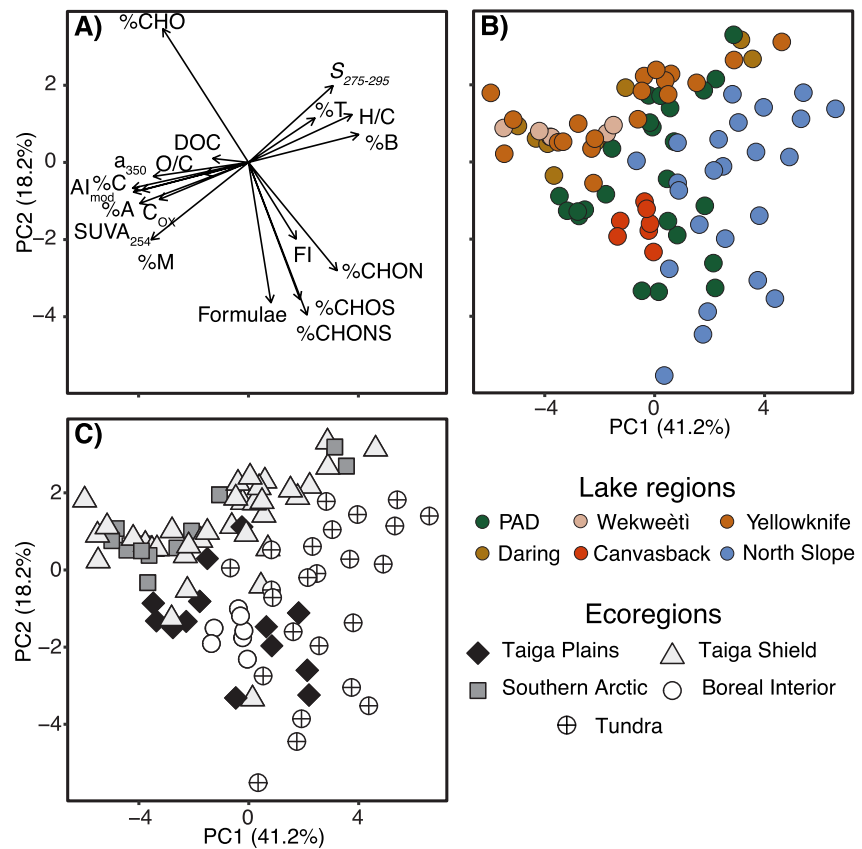 A)
%CHO
S275-295
%T
H/C
%B
DOC
a350
O/C
AImod
%C
%A
COX
SUVA254
%M
FI
%CHON
Formulae
%CHOS
%CHONS
2
0
−2
−4
PC2 (18.2%)
B)
−4
0
4
PC1 (41.2%)
C)
2
0
−2
−4
PC2 (18.2%)
−4
0
4
PC1 (41.2%)
Lake regions
PAD Wekweètì Yellowknife
Daring Canvasback North Slope
Ecoregions
Taiga Plains Taiga Shield
Southern Arctic Boreal Interior
Tundra